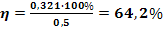 η = 0,321·100% / 0,5 = 64,2%